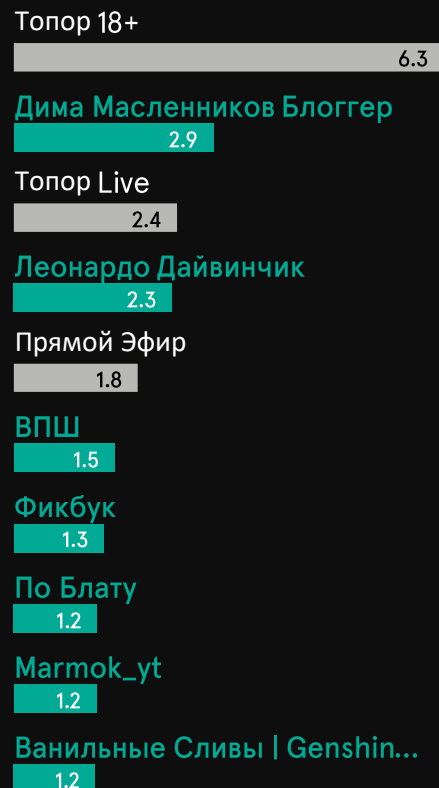 Топор 18+
6.3
Дима Масленников Блоггер
2.9
Топор Live
2.4
Леонардо Дайвинчик
2.3
Прямой Эфир
1.8
ВПШ
1.5
Фикбук
1.3
По Блату
1.2
Marmok_yt
1.2
Ванильные Сливы | Genshin...
1.2